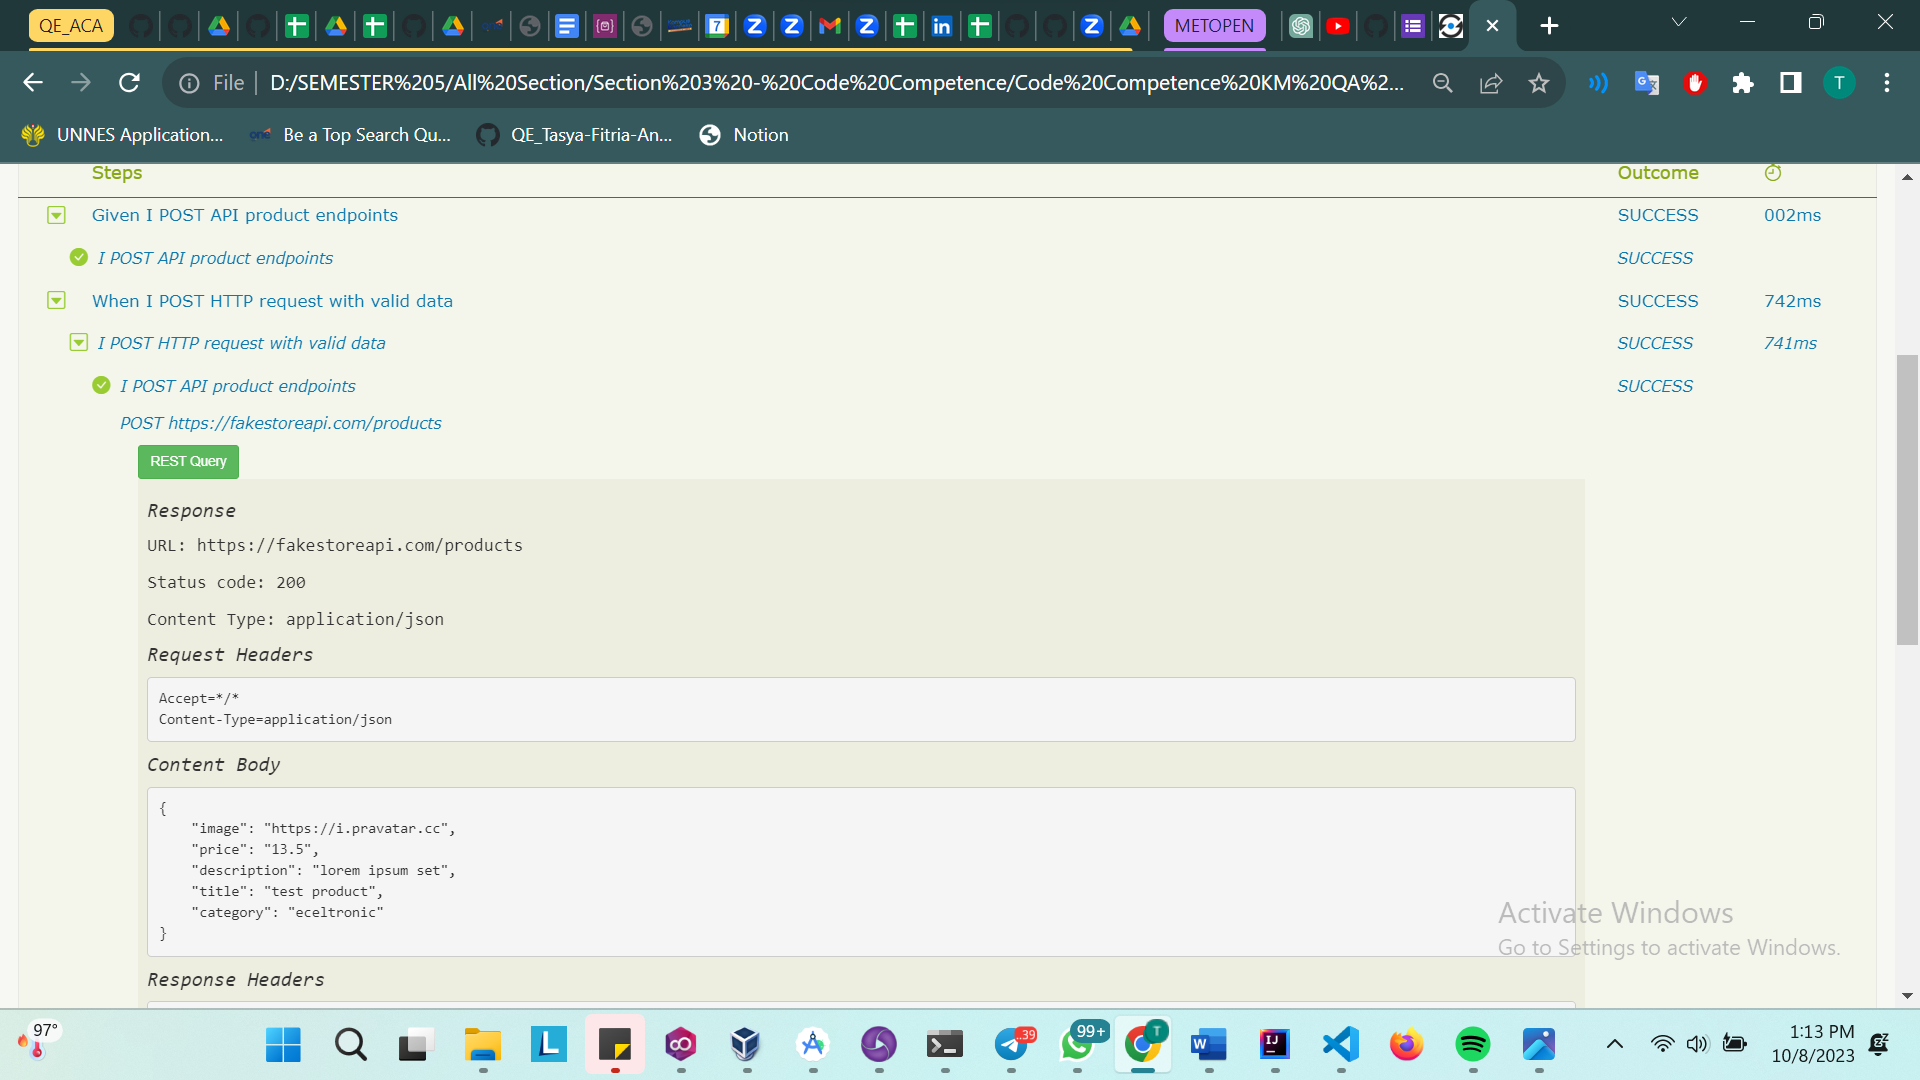 QE_ACA
METOPEN
File
D:/SEMESTER%205/All%20Section/Section%203%20-%20Code%20Competence/Code%20Competence%20KM%20QA%2...
T
UNNES Application...
one
Be a Top Search Qu...
QE_Tasya-Fitria-An...
Notion
Steps Outcome
Given I POST API product endpoints SUCCESS 002ms
I POST API product endpoints SUCCESS
When I POST HTTP request with valid data SUCCESS 742ms
I POST HTTP request with valid data SUCCESS 741ms
I POST API product endpoints SUCCESS
POST https://fakestoreapi.com/products
REST Query
Response
URL: https://fakestoreapi.com/products
Status code: 200
Content Type: application/json
Request Headers
Accept=*/*
Content-Type=application/json
Content Body
{
"image": "https://i.pravatar.cc",
"price": "13.5",
"description": "lorem ipsum set",
"title": "test product",
"category": "eceltronic"
}
Activate Windows
Go to Settings to activate Windows.
Response Headers
97°
L
..39
99+
T
W
IJ
1:13 PM
10/8/2023